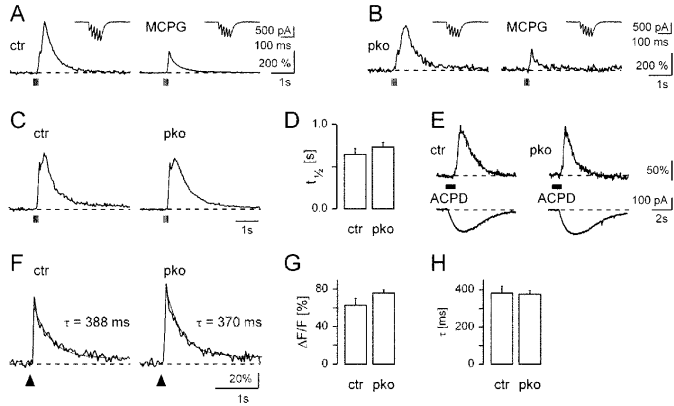 A
ctr
MCPG
500 pA
100 ms
200 %
1s
B
pko
MCPG
500 pA
100 ms
200 %
1s
C
ctr
pko
1s
D
1.0
0.5
0.0
t½ [s]
ctr pko
E
ctr
pko
50%
ACPD
ACPD
100 pA
2s
F
ctr
pko
τ = 388 ms
τ = 370 ms
20%
1s
G
80
40
0
ΔF/F [%]
ctr pko
H
400
200
0
τ [ms]
ctr pko